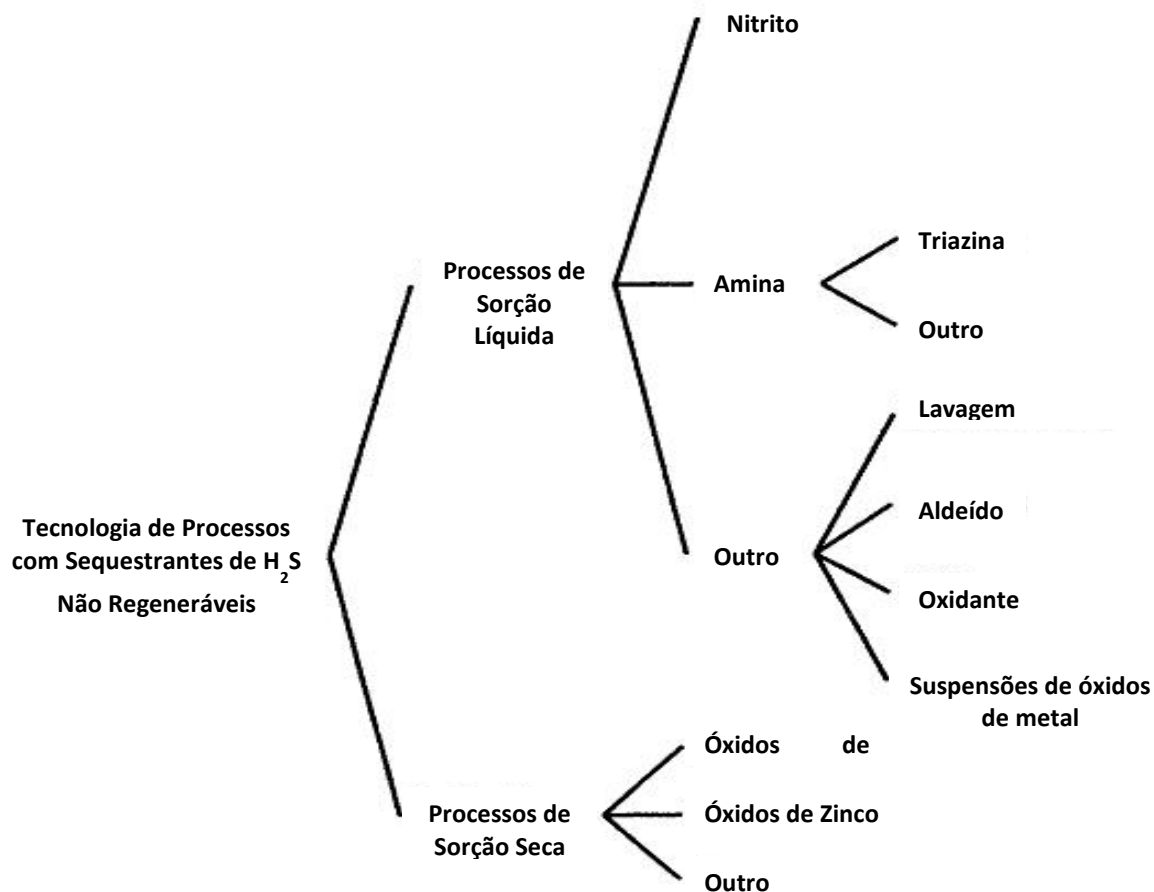 Nitrito
Triazina
Processos de
Sorção
Líquida
Amina
Outro
Lavagem
Aldeído
Tecnologia de Processos
com Sequestrantes de H₂S
Não Regeneráveis
Outro
Oxidante
Suspensões de óxidos
de metal
Óxidos de
Processos de
Sorção Seca
Óxidos de Zinco
Outro